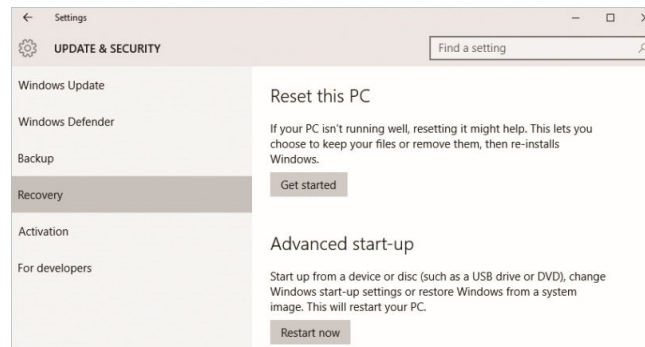 Settings
UPDATE & SECURITY
Find a setting
Windows Update
Windows Defender
Backup
Recovery
Activation
For developers
Reset this PC
If your PC isn't running well, resetting it might help. This lets you
choose to keep your files or remove them, then re-installs
Windows.
Get started
Advanced start-up
Start up from a device or disc (such as a USB drive or DVD), change
Windows start-up settings or restore Windows from a system
image. This will restart your PC.
Restart now